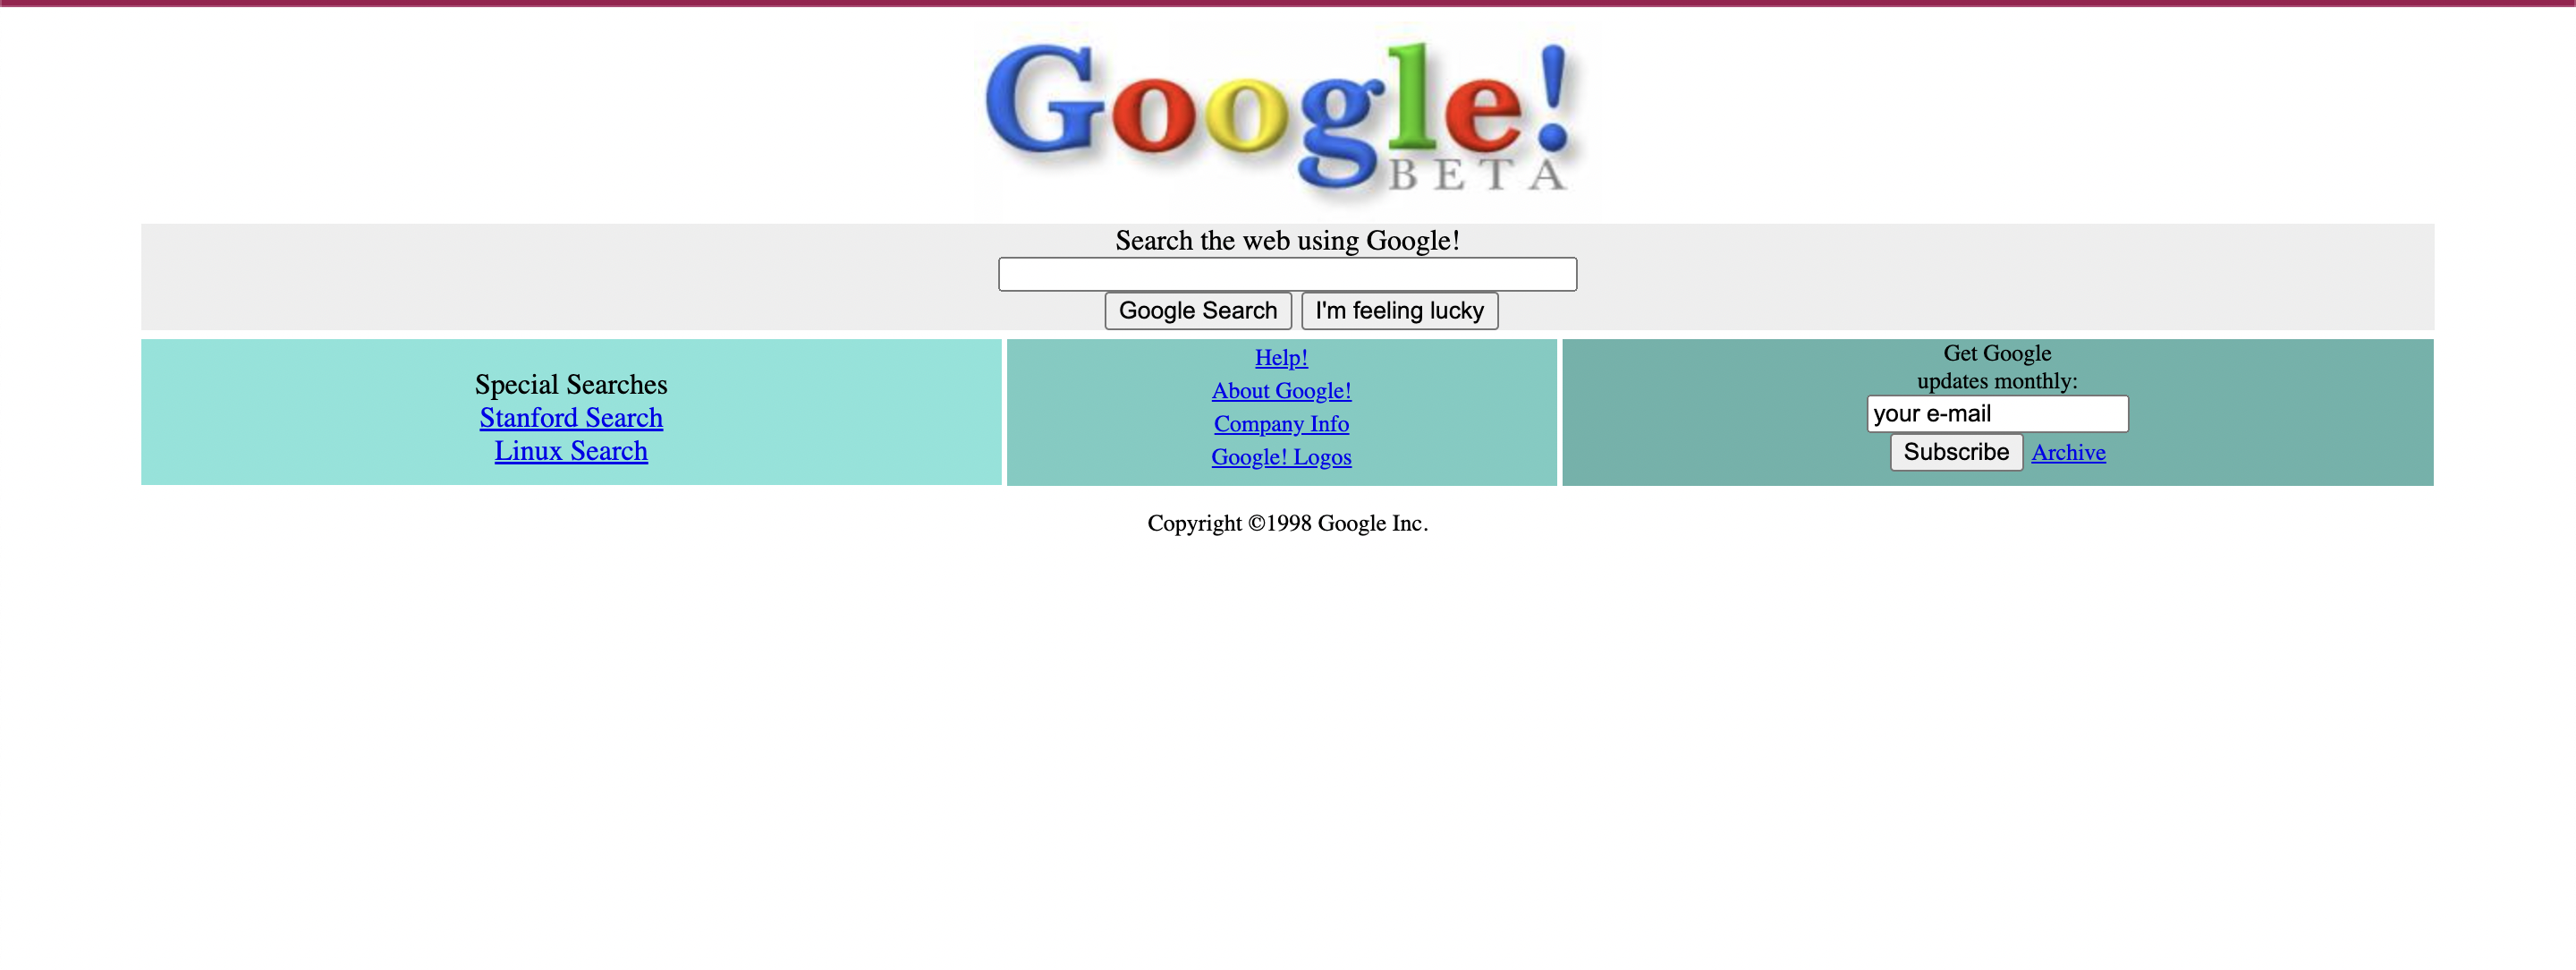 Google!
BETA
Search the web using Google!
Google Search I'm feeling lucky
Special Searches
Stanford Search
Linux Search
Help!
About Google!
Company Info
Google! Logos
Get Google
updates monthly:
your e-mail
Subscribe Archive
Copyright ©1998 Google Inc.